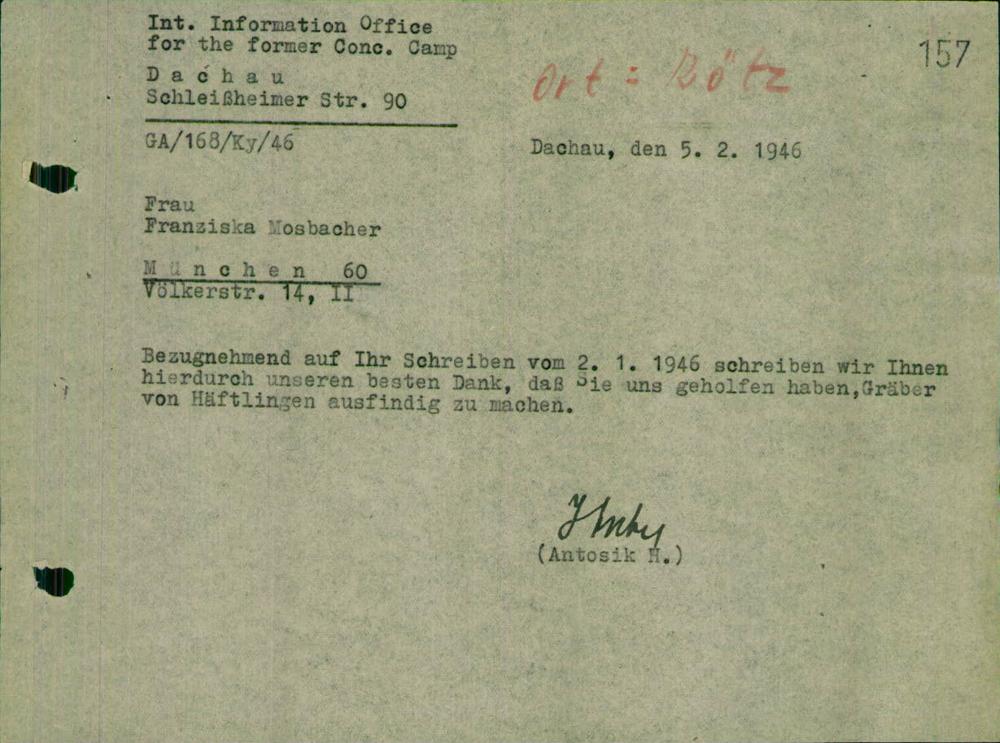 Int. Information Office
for the former Conc. Camp
Dachau
Schleißheimer Str. 90
GA/168/Ky/46
Ort = Rötz
157
Dachau, den 5. 2. 1946
Frau
Franziska Mosbacher
München 60
Völkerstr. 14, II
Bezugnehmend auf Ihr Schreiben vom 2. 1. 1946 schreiben wir Ihnen
hierdurch unseren besten Dank, daß Sie uns geholfen haben,Gräber
von Häftlingen ausfindig zu machen.
(Antosik H.)